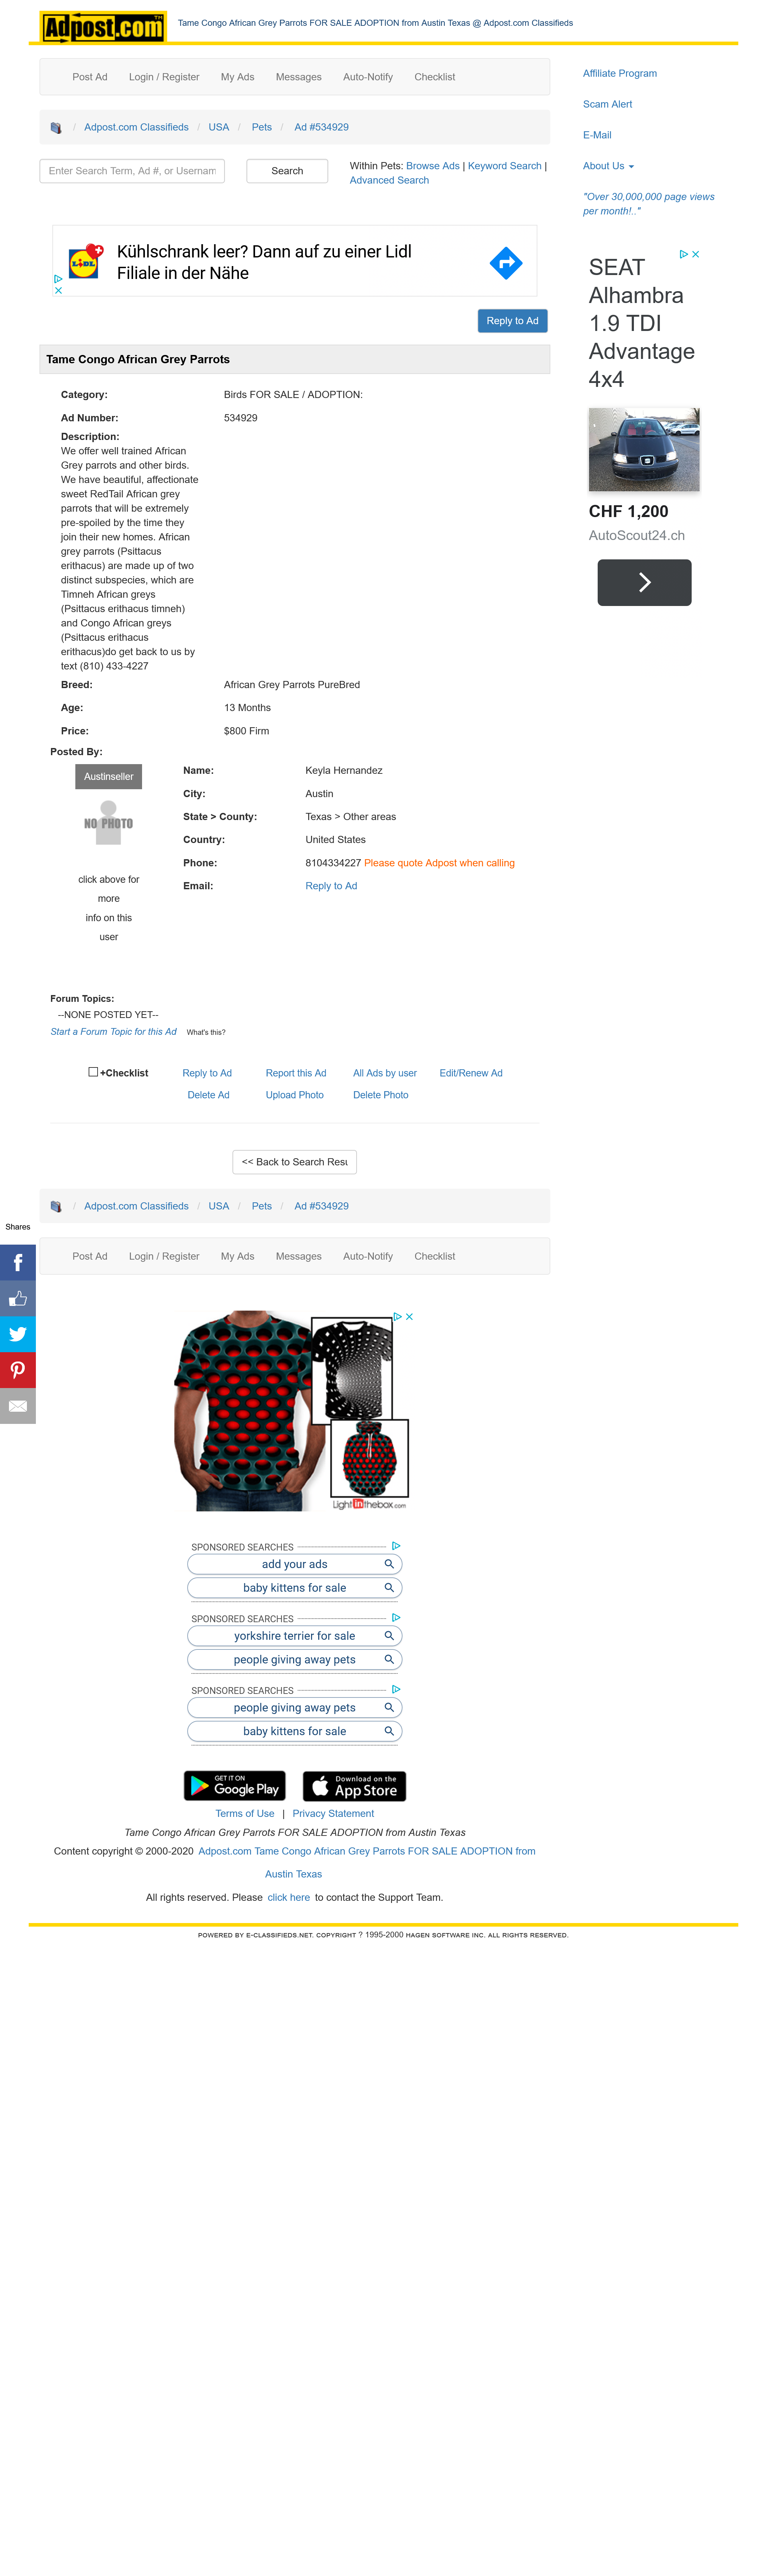 Adpost.com™
Tame Congo African Grey Parrots FOR SALE ADOPTION from Austin Texas @ Adpost.com Classifieds
Post Ad Login / Register My Ads Messages Auto-Notify Checklist
/ Adpost.com Classifieds / USA / Pets / Ad #534929
Enter Search Term, Ad #, or Usernam
Search
Within Pets: Browse Ads | Keyword Search |
Advanced Search
Affiliate Program
Scam Alert
E-Mail
About Us
"Over 30,000,000 page views
per month!.."
LIDL
Kühlschrank leer? Dann auf zu einer Lidl
Filiale in der Nähe
SEAT
Alhambra
1.9 TDI
Advantage
4x4
CHF 1,200
AutoScout24.ch
Reply to Ad
Tame Congo African Grey Parrots
Category: Birds FOR SALE / ADOPTION:
Ad Number: 534929
Description:
We offer well trained African
Grey parrots and other birds.
We have beautiful, affectionate
sweet RedTail African grey
parrots that will be extremely
pre-spoiled by the time they
join their new homes. African
grey parrots (Psittacus
erithacus) are made up of two
distinct subspecies, which are
Timneh African greys
(Psittacus erithacus timneh)
and Congo African greys
(Psittacus erithacus
erithacus)do get back to us by
text (810) 433-4227
Breed: African Grey Parrots PureBred
Age: 13 Months
Price: $800 Firm
Posted By:
Austinseller
NO PHOTO
click above for
more
info on this
user
Name: Keyla Hernandez
City: Austin
State > County: Texas > Other areas
Country: United States
Phone: 8104334227 Please quote Adpost when calling
Email: Reply to Ad
Forum Topics:
--NONE POSTED YET--
Start a Forum Topic for this Ad What's this?
+Checklist Reply to Ad Report this Ad All Ads by user Edit/Renew Ad
Delete Ad Upload Photo Delete Photo
<< Back to Search Resu
/ Adpost.com Classifieds / USA / Pets / Ad #534929
Shares
Post Ad Login / Register My Ads Messages Auto-Notify Checklist
Lightinthebox.com
SPONSORED SEARCHES
add your ads
baby kittens for sale
SPONSORED SEARCHES
yorkshire terrier for sale
people giving away pets
SPONSORED SEARCHES
people giving away pets
baby kittens for sale
GET IT ON
Google Play
Download on the
App Store
Terms of Use | Privacy Statement
Tame Congo African Grey Parrots FOR SALE ADOPTION from Austin Texas
Content copyright © 2000-2020 Adpost.com Tame Congo African Grey Parrots FOR SALE ADOPTION from
Austin Texas
All rights reserved. Please click here to contact the Support Team.
POWERED BY E-CLASSIFIEDS.NET. COPYRIGHT ? 1995-2000 HAGEN SOFTWARE INC. ALL RIGHTS RESERVED.